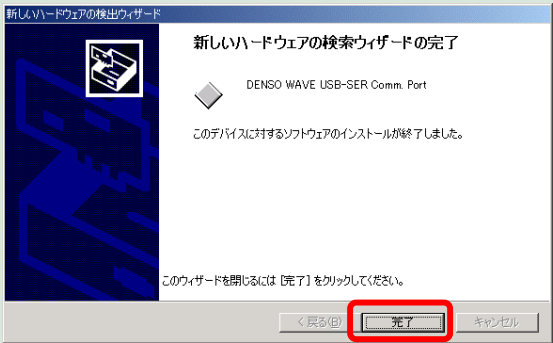 新しいハードウェアの検出ウィザード
新しいハードウェアの検索ウィザードの完了
DENSO WAVE USB-SER Comm. Port
このデバイスに対するソフトウェアのインストールが終了しました。
このウィザードを閉じるには [完了] をクリックしてください。
< 戻る(B) 完了 キャンセル